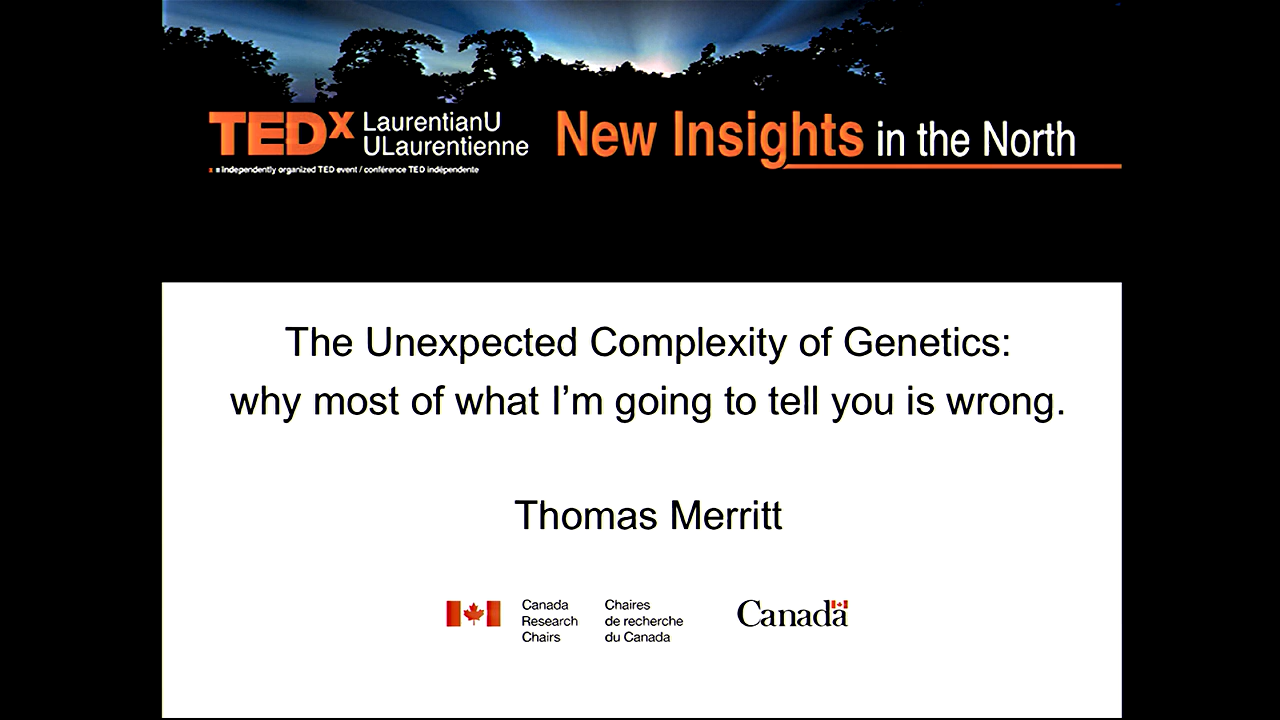 TEDx LaurentianU
ULaurentienne
New Insights in the North
x = independently organized TED event / conférence TED indépendente
The Unexpected Complexity of Genetics:
why most of what I’m going to tell you is wrong.
Thomas Merritt
Canada
Research
Chairs
Chaires
de recherche
du Canada
Canada